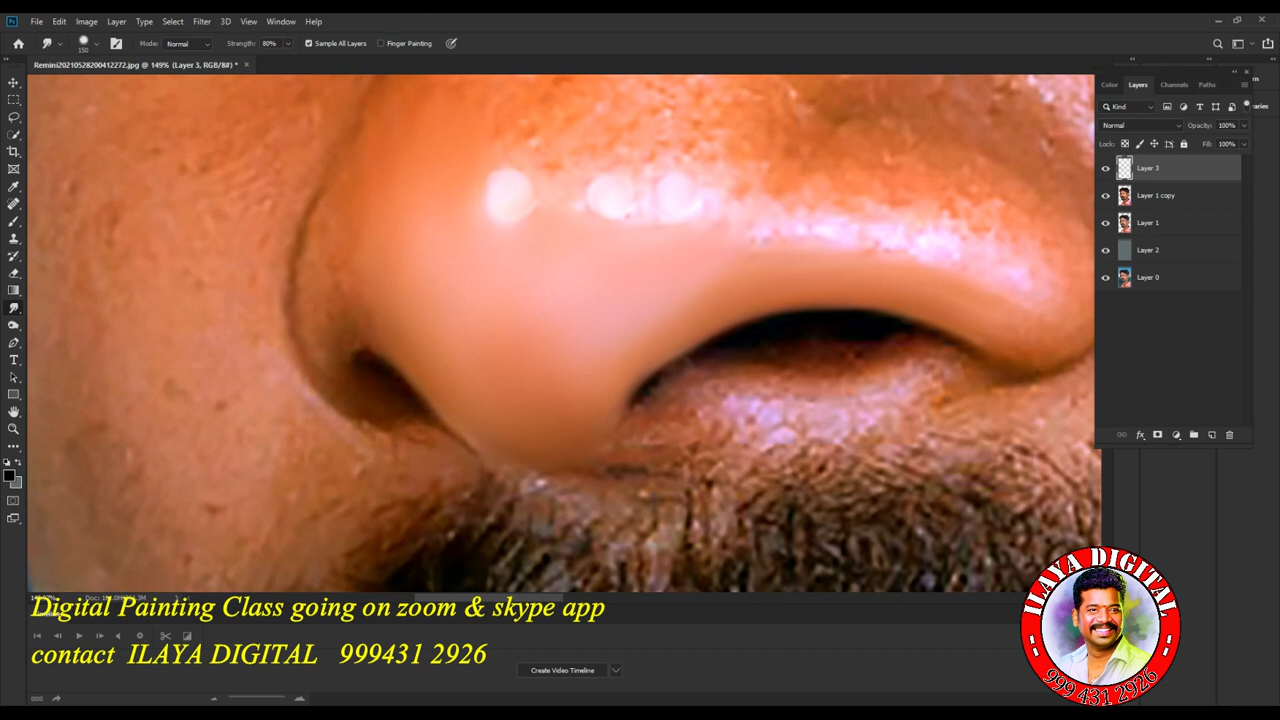 File Edit Image Layer Type Select Filter 3D View Window Help
150 Mode: Normal Strength: 80% Sample All Layers Finger Painting
Remini20210528200412272.jpg @ 149% (Layer 3, RGB/8#) *
Color Layers Channels Paths
Kind
Normal Opacity: 100%
Lock: Fill: 100%
Layer 3
Layer 1 copy
Layer 1
Layer 2
Layer 0
Digital Painting Class going on zoom & skype app
contact ILAYA DIGITAL 999431 2926
Create Video Timeline
ILAYA DIGITAL
999 431 2926